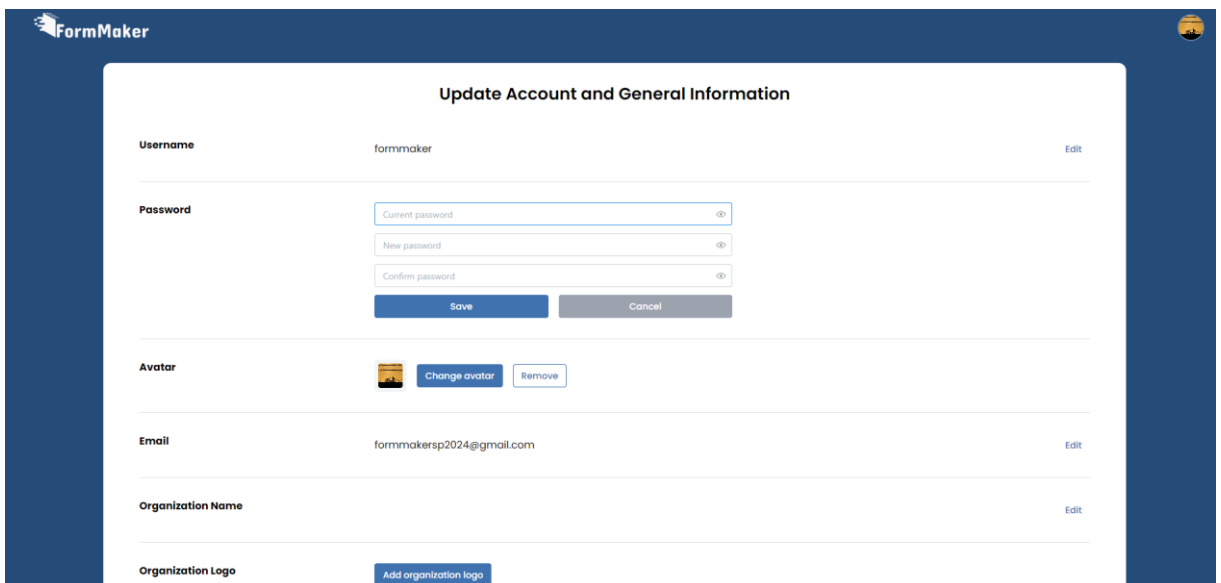 FormMaker
Update Account and General Information
Username
formmaker
Edit
Password
Current password
New password
Confirm password
Save
Cancel
Avatar
Change avatar
Remove
Email
formmakersp2024@gmail.com
Edit
Organization Name
Edit
Organization Logo
Add organization logo